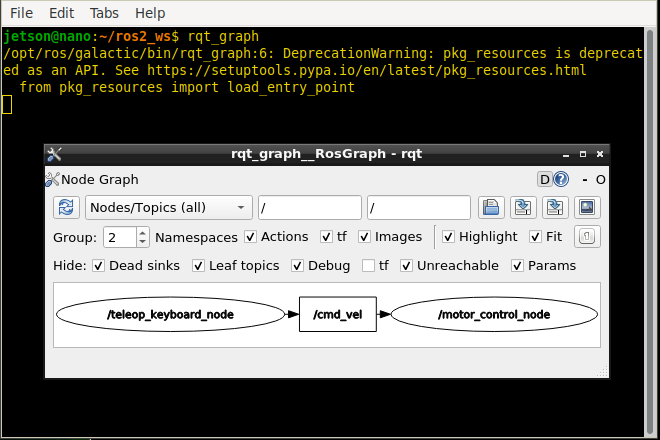 File Edit Tabs Help
jetson@nano:~/ros2_ws$ rqt_graph
/opt/ros/galactic/bin/rqt_graph:6: DeprecationWarning: pkg_resources is deprecat
ed as an API. See https://setuptools.pypa.io/en/latest/pkg_resources.html
from pkg_resources import load_entry_point
rqt_graph__RosGraph - rqt
Node Graph D ? - O
Nodes/Topics (all) / /
Group: 2 Namespaces Actions tf Images Highlight Fit
Hide: Dead sinks Leaf topics Debug tf Unreachable Params
/teleop_keyboard_node /cmd_vel /motor_control_node